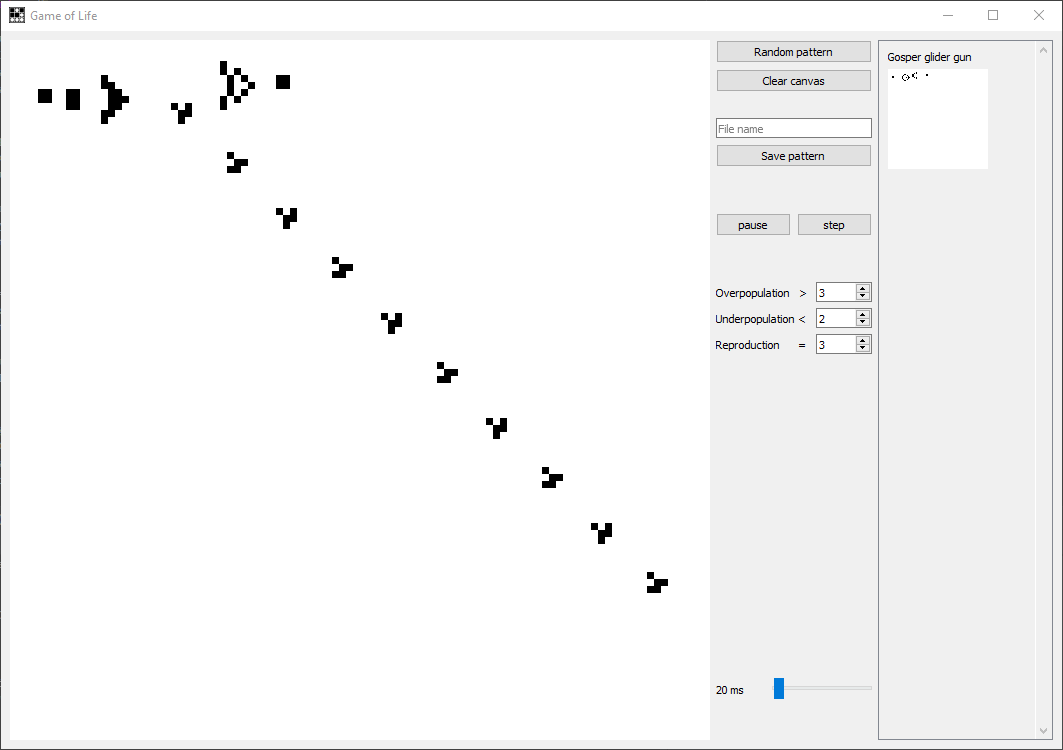 Game of Life
Random pattern
Clear canvas
File name
Save pattern
pause
step
Overpopulation > 3
Underpopulation < 2
Reproduction = 3
20 ms
Gosper glider gun